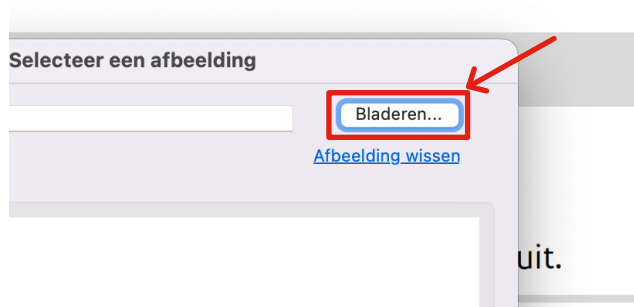 Selecteer een afbeelding
Bladeren...
Afbeelding wissen
uit.